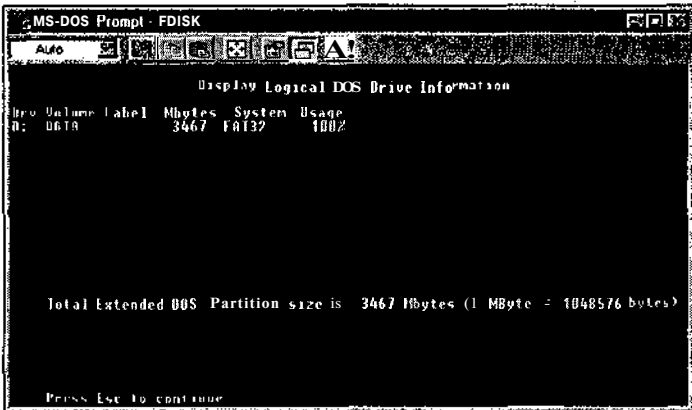 MS-DOS Prompt - FDISK
Auto
Display Logical DOS Drive Information
Drv Volume Label Mbytes System Usage
D: DATA 3467 FAT32 100%
Total Extended DOS Partition size is 3467 Mbytes (1 MByte = 1048576 bytes)
Press Esc to continue